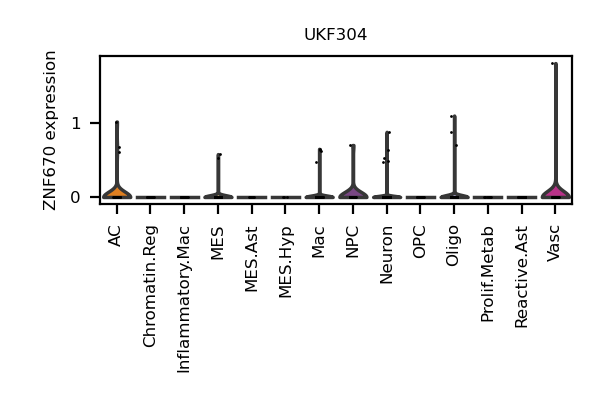 UKF304
ZNF670 expression
1
0
AC
Chromatin.Reg
Inflammatory.Mac
MES
MES.Ast
MES.Hyp
Mac
NPC
Neuron
OPC
Oligo
Prolif.Metab
Reactive.Ast
Vasc